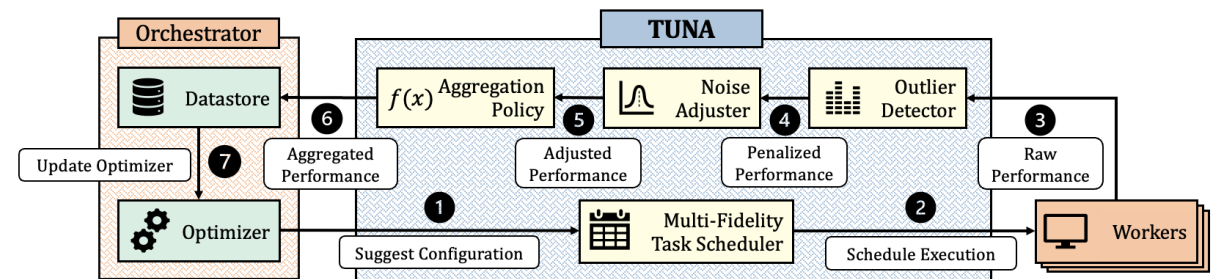 Orchestrator
TUNA
Datastore
f(x) Aggregation
Policy
Noise
Adjuster
Outlier
Detector
6
5
4
3
7
Update Optimizer
Aggregated
Performance
Adjusted
Performance
Penalized
Performance
Raw
Performance
1
2
Optimizer
Multi-Fidelity
Task Scheduler
Workers
Suggest Configuration
Schedule Execution